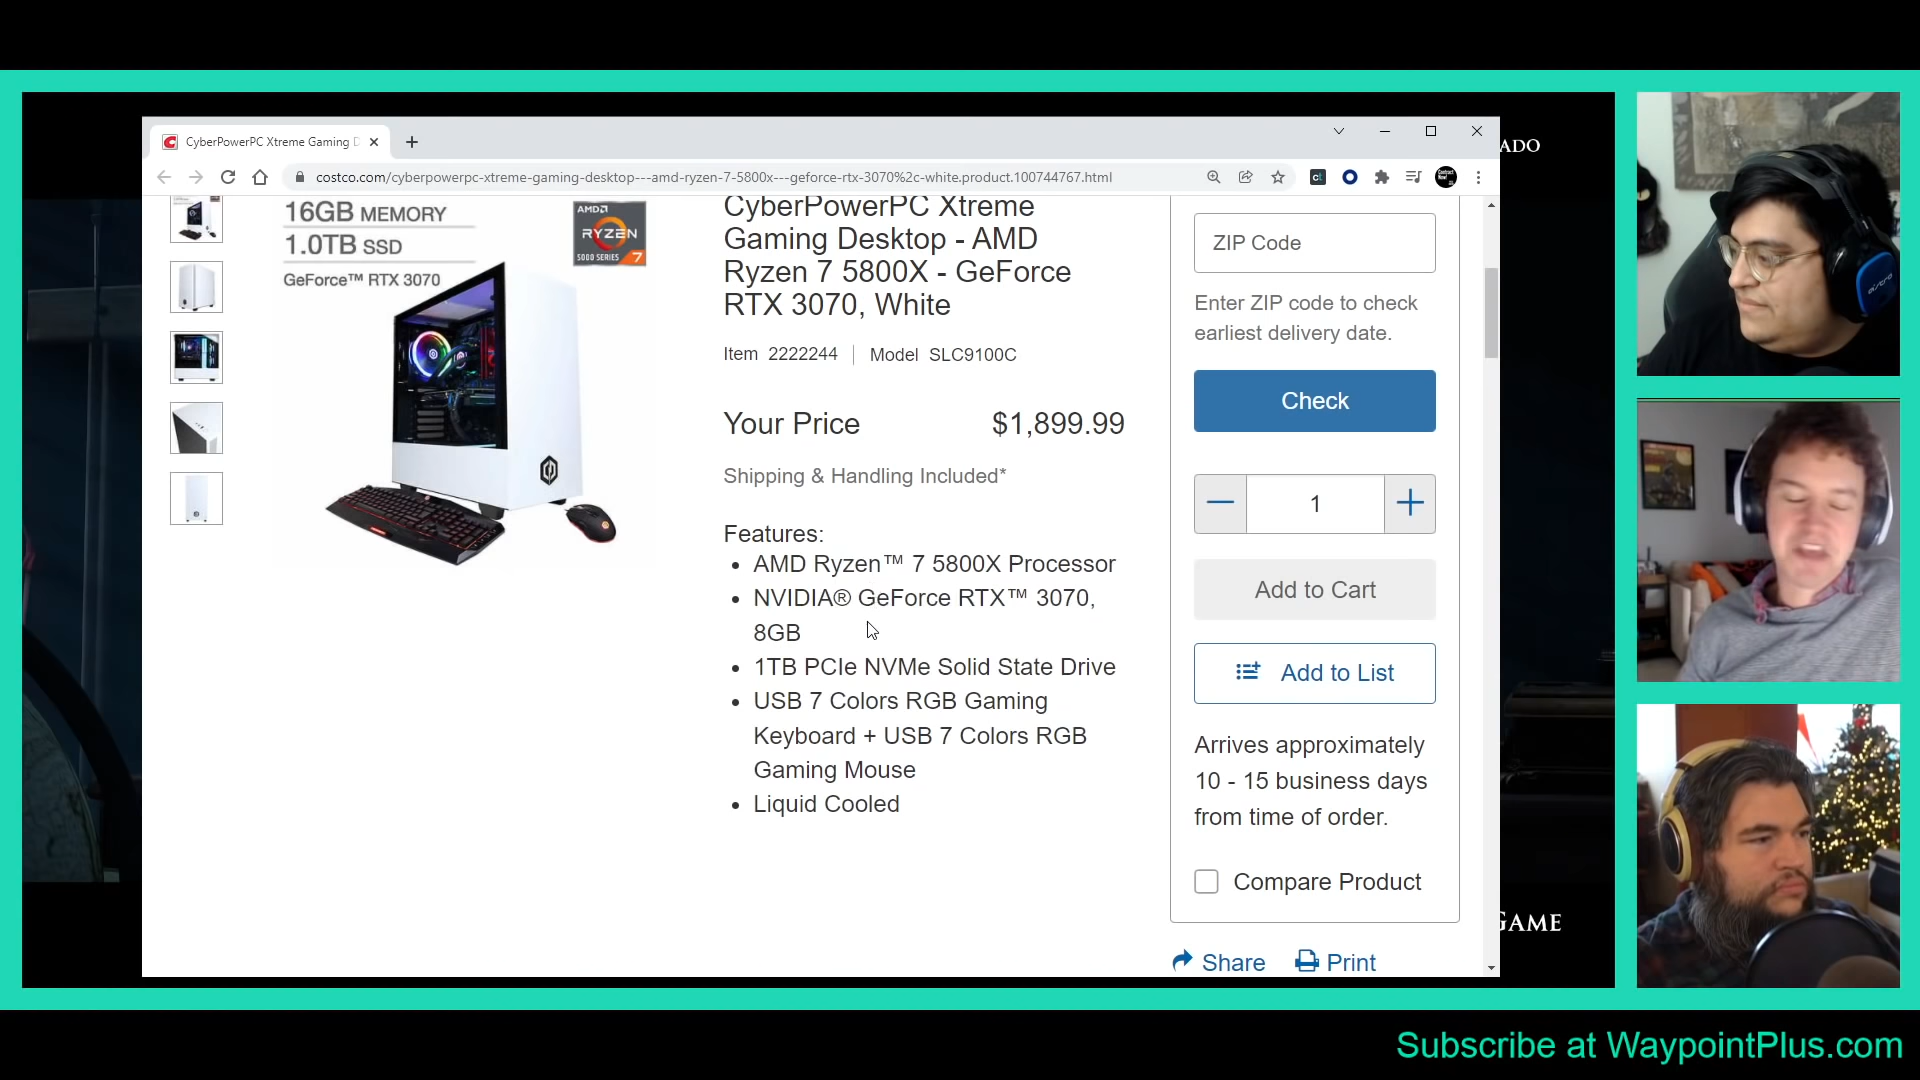 CyberPowerPC Xtreme Gaming D
costco.com/cyberpowerpc-xtreme-gaming-desktop---amd-ryzen-7-5800x---geforce-rtx-3070%2c-white.product.100744767.html
ct
ADO
16GB MEMORY
1.0TB SSD
GeForce™ RTX 3070
AMD
RYZEN
5000 SERIES 7
CyberPowerPC Xtreme
Gaming Desktop - AMD
Ryzen 7 5800X - GeForce
RTX 3070, White
Item 2222244 Model SLC9100C
Your Price $1,899.99
Shipping & Handling Included*
Features:
• AMD Ryzen™ 7 5800X Processor
• NVIDIA® GeForce RTX™ 3070,
8GB
• 1TB PCIe NVMe Solid State Drive
• USB 7 Colors RGB Gaming
Keyboard + USB 7 Colors RGB
Gaming Mouse
• Liquid Cooled
ZIP Code
Enter ZIP code to check
earliest delivery date.
Check
1
Add to Cart
Add to List
Arrives approximately
10 - 15 business days
from time of order.
Compare Product
Share Print
GAME
astro
Subscribe at WaypointPlus.com